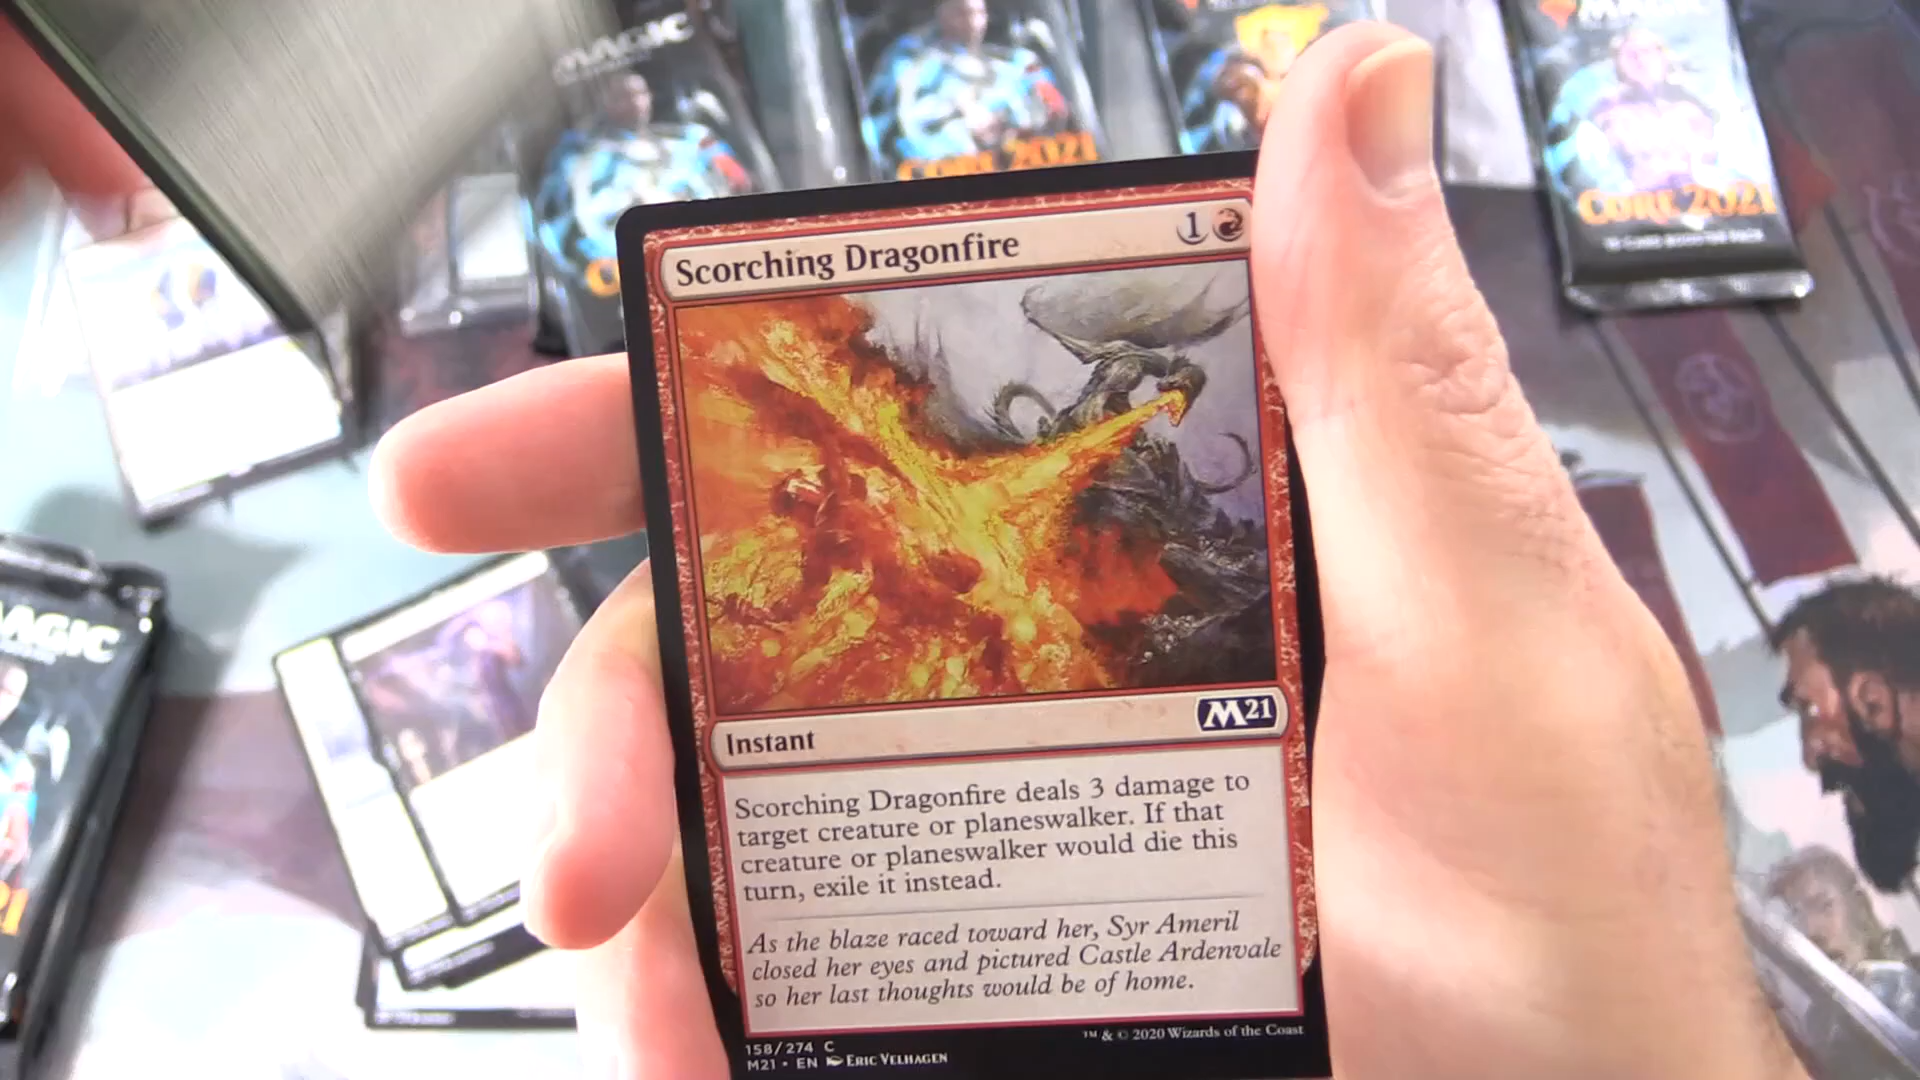 MAGIC
CORE 2021
CORE 2021
MAGIC
Scorching Dragonfire
1
Instant
M21
Scorching Dragonfire deals 3 damage to
target creature or planeswalker. If that
creature or planeswalker would die this
turn, exile it instead.
As the blaze raced toward her, Syr Ameril
closed her eyes and pictured Castle Ardenvale
so her last thoughts would be of home.
158/274 C
M21 • EN Eric Velhagen
™ & © 2020 Wizards of the Coast